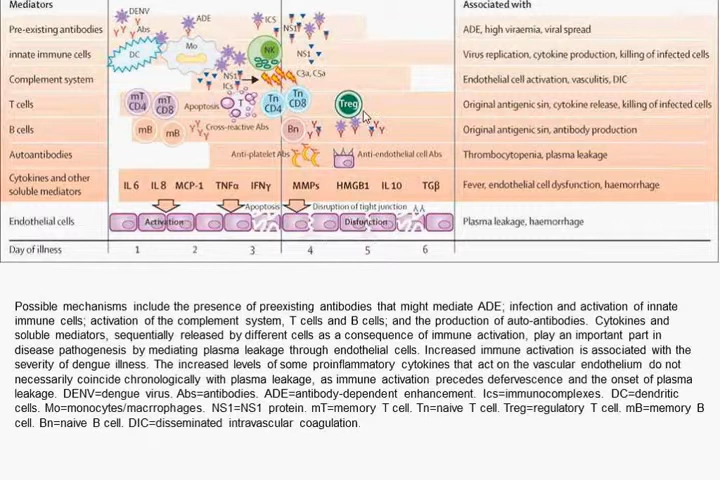 Mediators
Associated with
DENV
Abs
ADE
ICS
NS1
Pre-existing antibodies
ADE, high viraemia, viral spread
DC
Mo
NK
NS1
innate immune cells
Virus replication, cytokine production, killing of infected cells
NS1
ICs
C3a, C5a
Complement system
Endothelial cell activation, vasculitis, DIC
mT CD4
mT CD8
Apoptosis
T
Tn CD4
Tn CD8
Treg
T cells
Original antigenic sin, cytokine release, killing of infected cells
mB
mB
Cross-reactive Abs
Bn
B cells
Original antigenic sin, antibody production
Autoantibodies
Anti-platelet Abs
Anti-endothelial cell Abs
Thrombocytopenia, plasma leakage
Cytokines and other soluble mediators
IL 6 IL 8 MCP-1 TNFα IFNγ MMPs HMGB1 IL 10 TGβ
Fever, endothelial cell dysfunction, haemorrhage
Apoptosis
Disruption of tight junction
Endothelial cells
Activation
Disfunction
Plasma leakage, haemorrhage
Day of illness 1 2 3 4 5 6
Possible mechanisms include the presence of preexisting antibodies that might mediate ADE; infection and activation of innate
immune cells; activation of the complement system, T cells and B cells; and the production of auto-antibodies. Cytokines and
soluble mediators, sequentially released by different cells as a consequence of immune activation, play an important part in
disease pathogenesis by mediating plasma leakage through endothelial cells. Increased immune activation is associated with the
severity of dengue illness. The increased levels of some proinflammatory cytokines that act on the vascular endothelium do not
necessarily coincide chronologically with plasma leakage, as immune activation precedes defervescence and the onset of plasma
leakage. DENV=dengue virus. Abs=antibodies. ADE=antibody-dependent enhancement. Ics=immunocomplexes. DC=dendritic
cells. Mo=monocytes/macrrophages. NS1=NS1 protein. mT=memory T cell. Tn=naive T cell. Treg=regulatory T cell. mB=memory B
cell. Bn=naive B cell. DIC=disseminated intravascular coagulation.